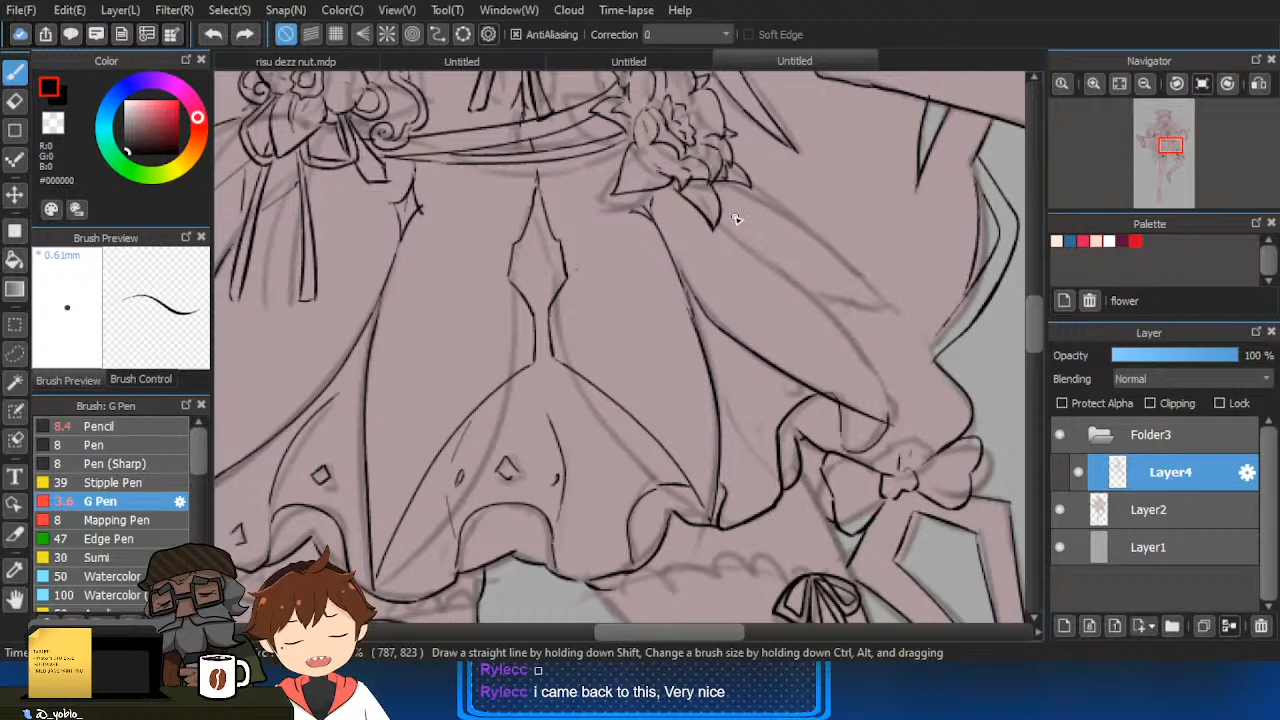 File(F) Edit(E) Layer(L) Filter(R) Select(S) Snap(N) Color(C) View(V) Tool(T) Window(W) Cloud Time-lapse Help
AntiAliasing Correction 0 Soft Edge
Color
R:0
G:0
B:0
#000000
Brush Preview
* 0.61mm
Brush Preview Brush Control
Brush: G Pen
8.4 Pencil
8 Pen
8 Pen (Sharp)
39 Stipple Pen
3.6 G Pen
8 Mapping Pen
47 Edge Pen
30 Sumi
50 Watercolor
100 Watercolor
risu dezz nut.mdp Untitled Untitled Untitled
Navigator
Palette
flower
Layer
Opacity 100 %
Blending Normal
Protect Alpha Clipping Lock
Folder3
Layer4
Layer2
Layer1
( 787, 823 ) Draw a straight line by holding down Shift, Change a brush size by holding down Ctrl, Alt, and dragging
Rylecc
Rylecc i came back to this, Very nice